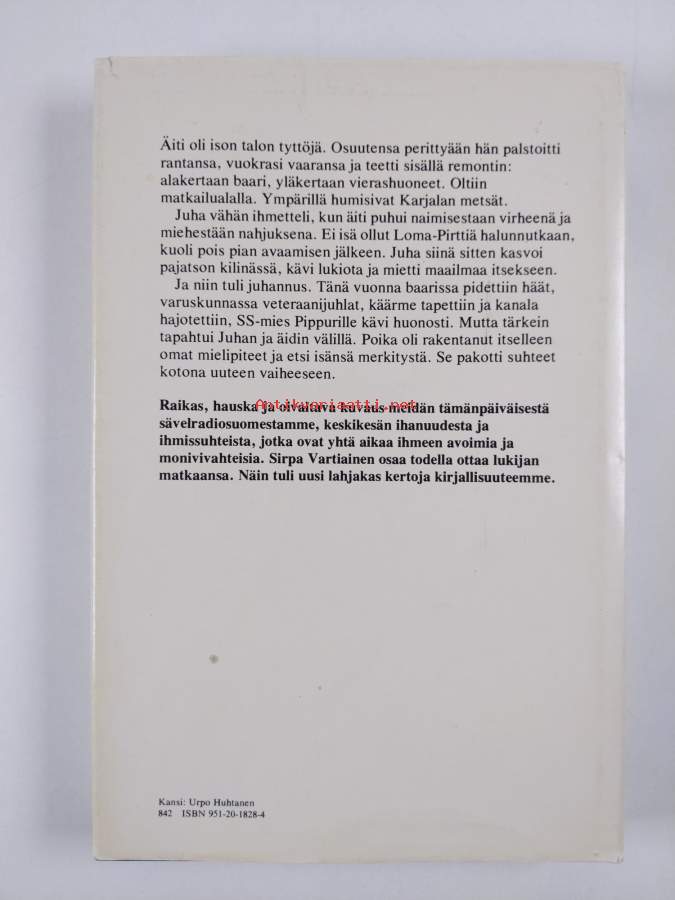 Äiti oli ison talon tyttöjä. Osuutensa perittyään hän palstoitti
rantansa, vuokrasi vaaransa ja teetti sisällä remontin:
alakertaan baari, yläkertaan vierashuoneet. Oltiin
matkailualalla. Ympärillä humisivat Karjalan metsät.
Juha vähän ihmetteli, kun äiti puhui naimisestaan virheenä ja
miehestään nahjuksena. Ei isä ollut Loma-Pirttiä halunnutkaan,
kuoli pois pian avaamisen jälkeen. Juha siinä sitten kasvoi
pajatson kilinässä, kävi lukiota ja mietti maailmaa itsekseen.
Ja niin tuli juhannus. Tänä vuonna baarissa pidettiin häät,
varuskunnassa veteraanijuhlat, käärme tapettiin ja kanala
hajotettiin, SS-mies Pippurille kävi huonosti. Mutta tärkein
tapahtui Juhan ja äidin välillä. Poika oli rakentanut itselleen
omat mielipiteet ja etsi isänsä merkitystä. Se pakotti suhteet
kotona uuteen vaiheeseen.
Antikvariaatti.net
Raikas, hauska ja oivaltava kuvaus meidän tämänpäiväisestä
sävelradiosuomestamme, keskikesän ihanuudesta ja
ihmissuhteista, jotka ovat yhtä aikaa ihmeen avoimia ja
monivivahteisia. Sirpa Vartiainen osaa todella ottaa lukijan
matkaansa. Näin tuli uusi lahjakas kertoja kirjallisuuteemme.
Kansi: Urpo Huhtanen
842 ISBN 951-20-1828-4